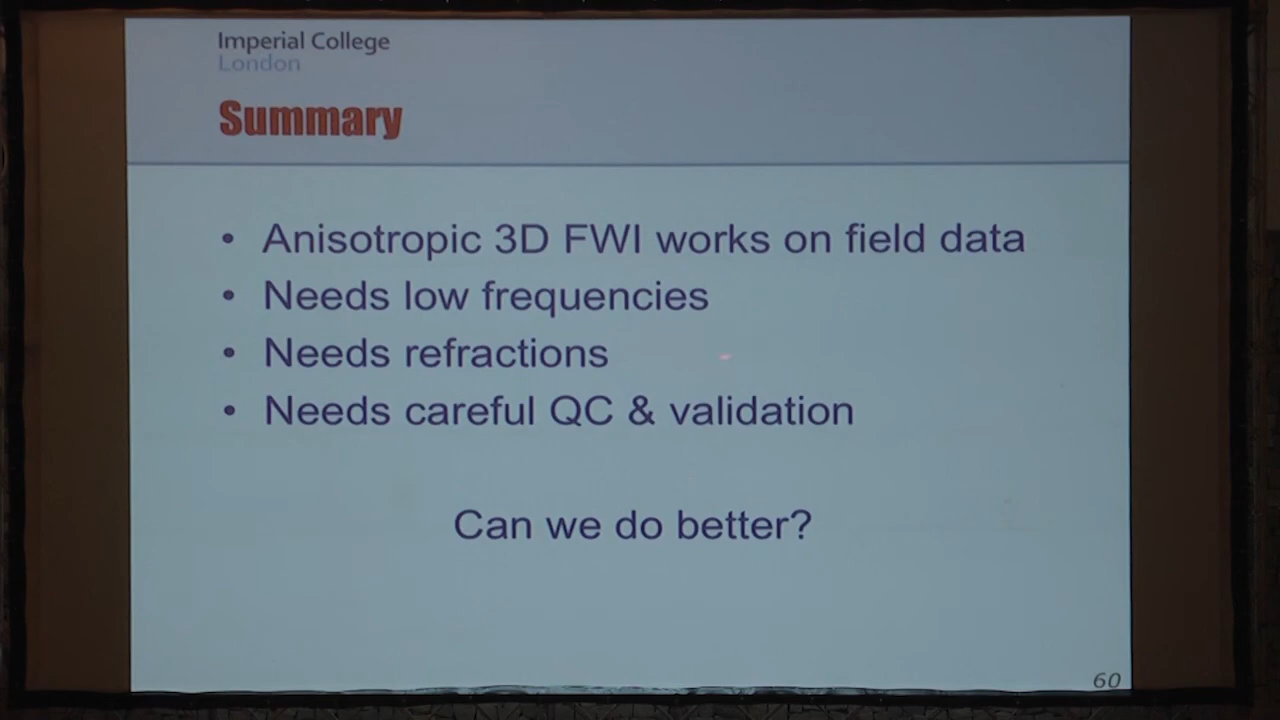 Imperial College
London
Summary
• Anisotropic 3D FWI works on field data
• Needs low frequencies
• Needs refractions
• Needs careful QC & validation
Can we do better?
60